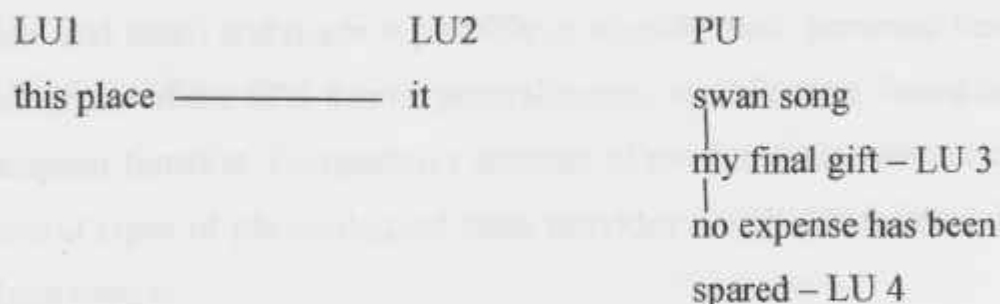 LU1 LU2 PU
this place it swan song
my final gift – LU 3
no expense has been
spared – LU 4